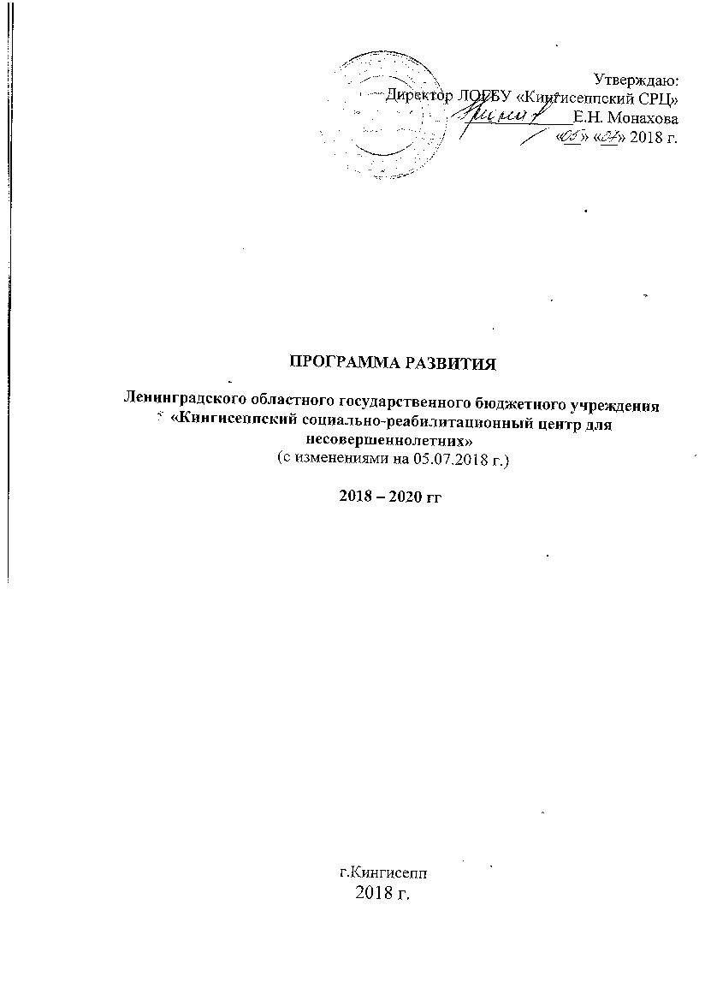 Утверждаю:
Директор ЛОГБУ «Кингисеппский СРЦ»
____________Е.Н. Монахова
«05» «07» 2018 г.
ПРОГРАММА РАЗВИТИЯ
Ленинградского областного государственного бюджетного учреждения
«Кингисеппский социально-реабилитационный центр для
несовершеннолетних»
(с изменениями на 05.07.2018 г.)
2018 – 2020 гг
г.Кингисепп
2018 г.